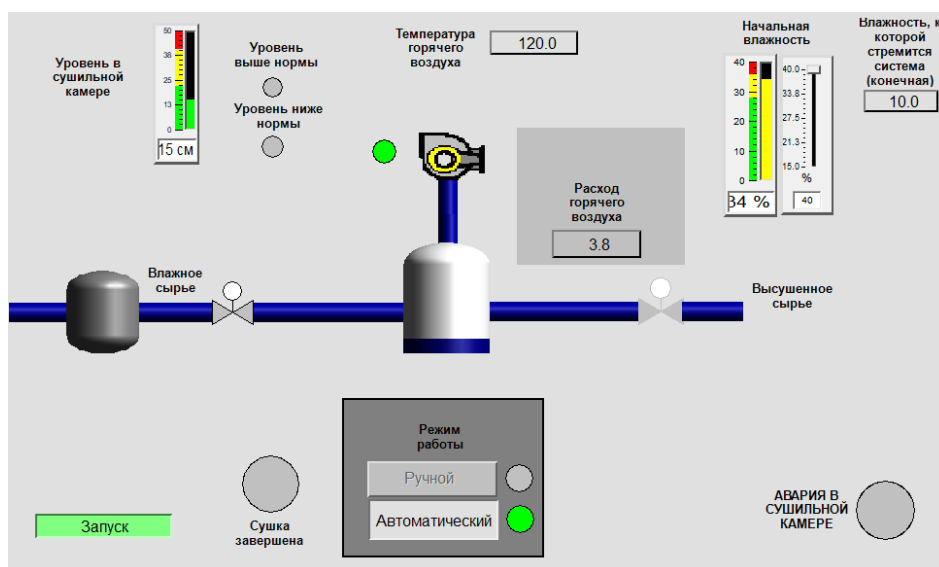 Уровень в
сушильной
камере
50
38
25
13
0
15 см
Уровень
выше нормы
Уровень ниже
нормы
Температура
горячего
воздуха
120.0
Начальная
влажность
40
30
20
10
0
34 %
40.0
33.8
27.5
21.3
15.0
%
40
Влажность, к
которой
стремится
система
(конечная)
10.0
Расход
горячего
воздуха
3.8
Влажное
сырье
Высушенное
сырье
Режим
работы
Ручной
Автоматический
Запуск
Сушка
завершена
АВАРИЯ В
СУШИЛЬНОЙ
КАМЕРЕ